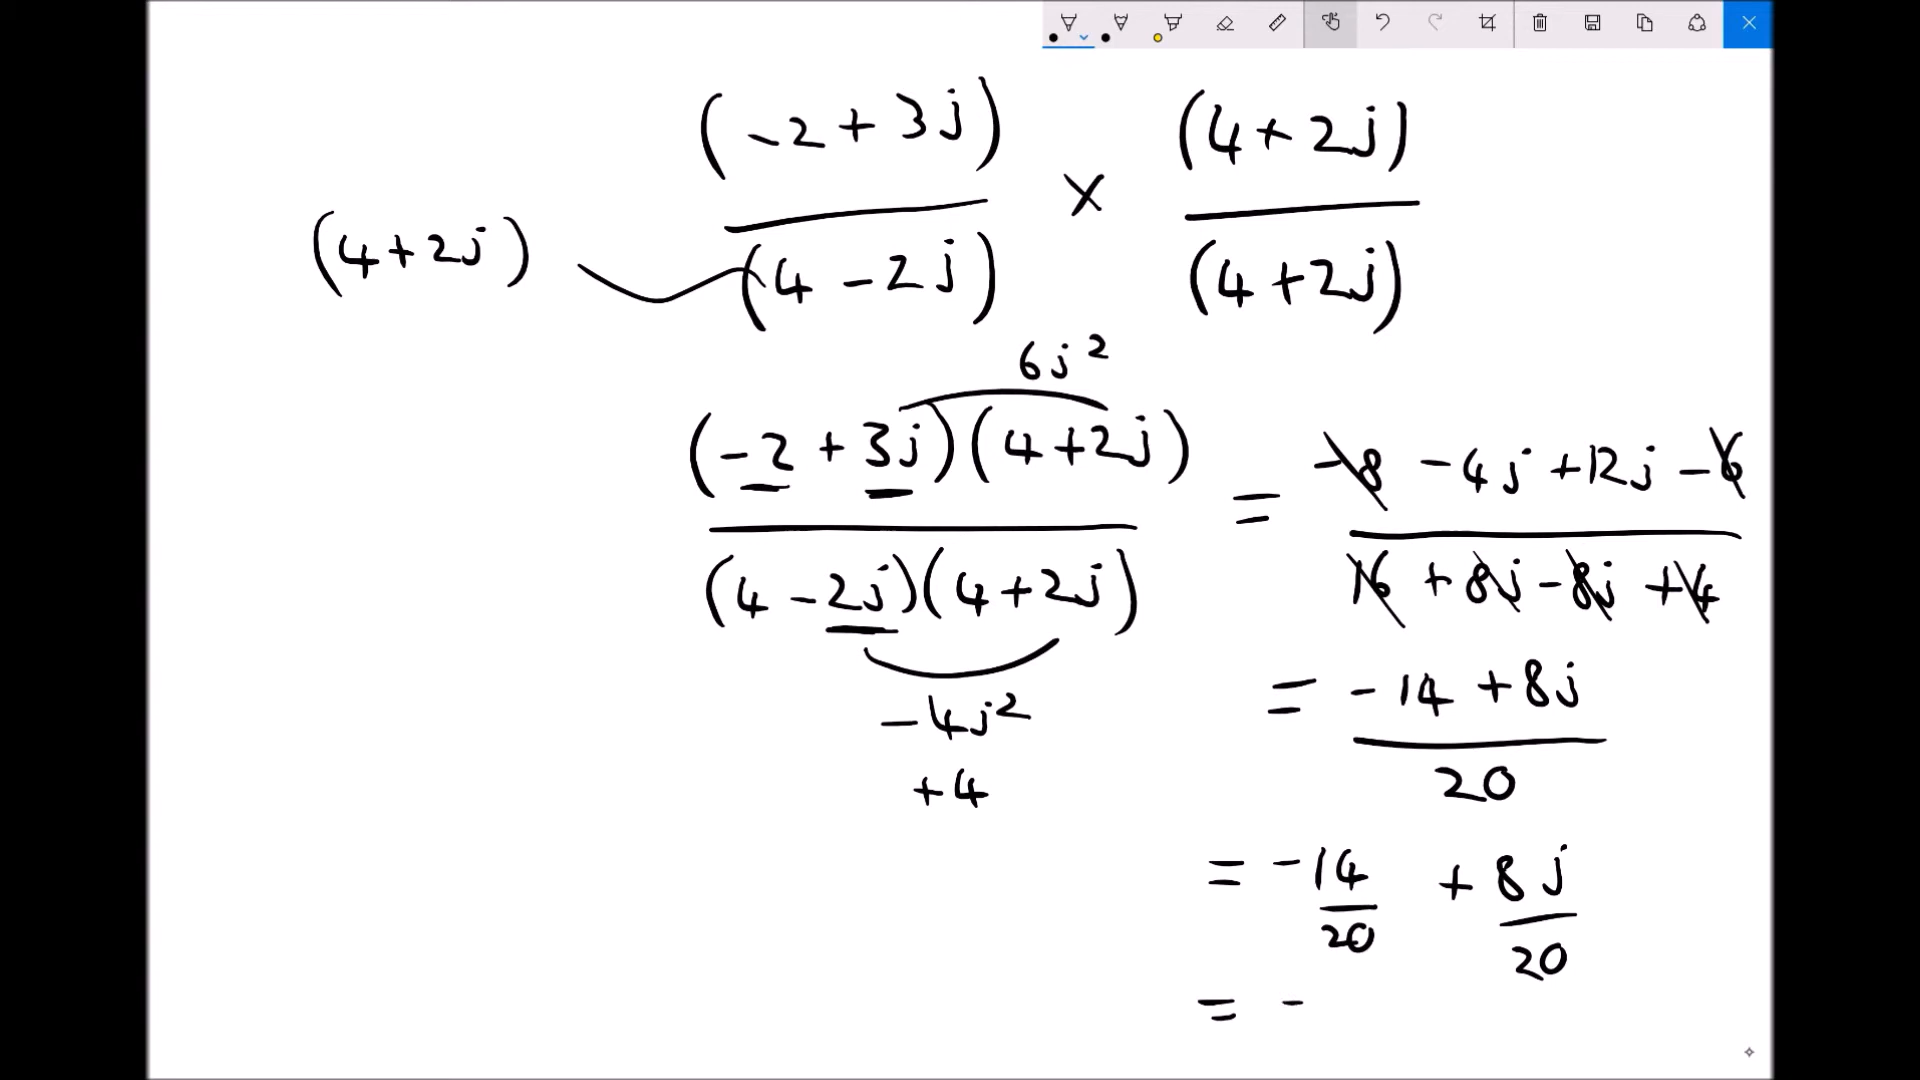 (-2 + 3j) × (4 + 2j)
(4 + 2j)
(4 - 2j) (4 + 2j)
6j²
(-2 + 3j)(4 + 2j) = -8 - 4j + 12j - 6
(4 - 2j)(4 + 2j) 16 + 8j - 8j + 4
-4j²
+4
= -14 + 8j
20
= -14 + 8j
20 20
= -